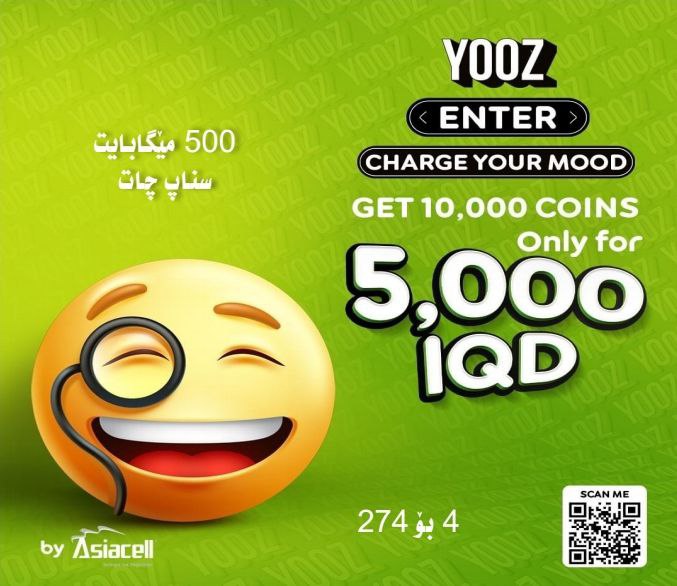 YOOZ
ENTER
CHARGE YOUR MOOD
GET 10,000 COINS
Only for
5,000
IQD
500 مێگابایت
سناپ چات
4 بۆ 274
SCAN ME
by Asiacell